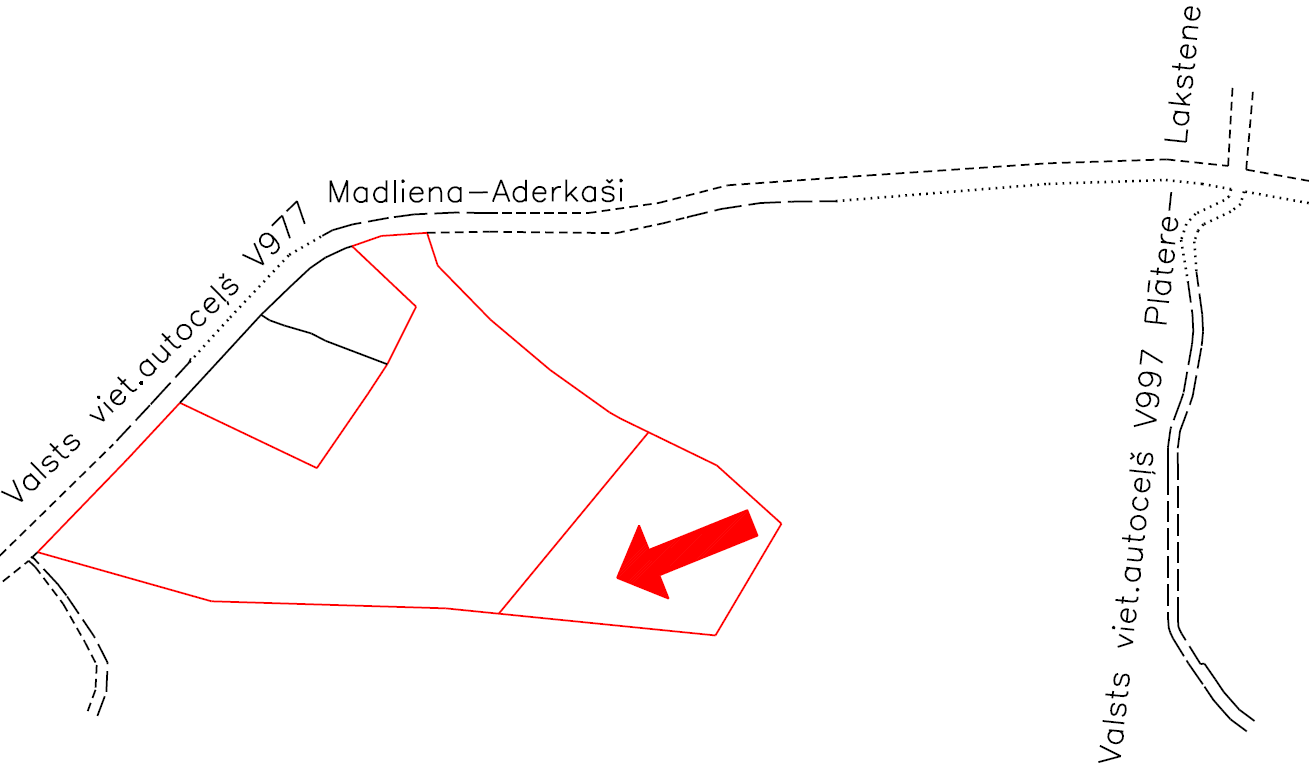 Valsts viet.autoceļš V977
Madliena–Aderkaši
Valsts viet.autoceļš V997 Plātere–
Lakstene